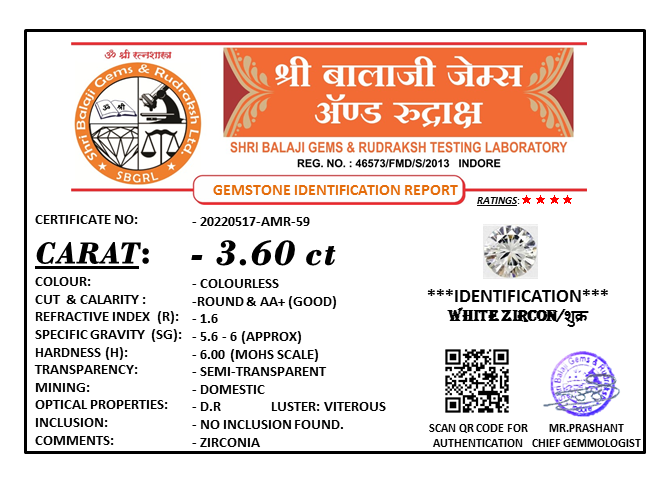 ॐ श्री रत्नशास्त्र
Shri Balaji Gems & Rudraksh Ltd.
SBGRL
ॐ श्री
श्री बालाजी जेम्स
ॲण्ड रुद्राक्ष
SHRI BALAJI GEMS & RUDRAKSH TESTING LABORATORY
REG. NO. : 46573/FMD/S/2013 INDORE
GEMSTONE IDENTIFICATION REPORT
RATINGS: ★ ★ ★ ★
CERTIFICATE NO: - 20220517-AMR-59
CARAT: - 3.60 ct
COLOUR: - COLOURLESS
CUT & CALARITY : -ROUND & AA+ (GOOD)
REFRACTIVE INDEX (R): - 1.6
SPECIFIC GRAVITY (SG): - 5.6 - 6 (APPROX)
HARDNESS (H): - 6.00 (MOHS SCALE)
TRANSPARENCY: - SEMI-TRANSPARENT
MINING: - DOMESTIC
OPTICAL PROPERTIES: - D.R LUSTER: VITEROUS
INCLUSION: - NO INCLUSION FOUND.
COMMENTS: - ZIRCONIA
***IDENTIFICATION***
WHITE ZIRCON/शुक्र
Shri Balaji Gems & Rudraksh
Indore
SCAN QR CODE FOR
AUTHENTICATION
MR.PRASHANT
CHIEF GEMMOLOGIST